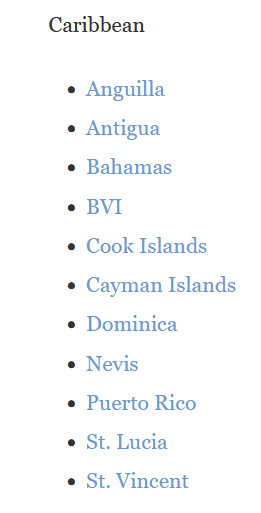 Caribbean
Anguilla
Antigua
Bahamas
BVI
Cook Islands
Cayman Islands
Dominica
Nevis
Puerto Rico
St. Lucia
St. Vincent